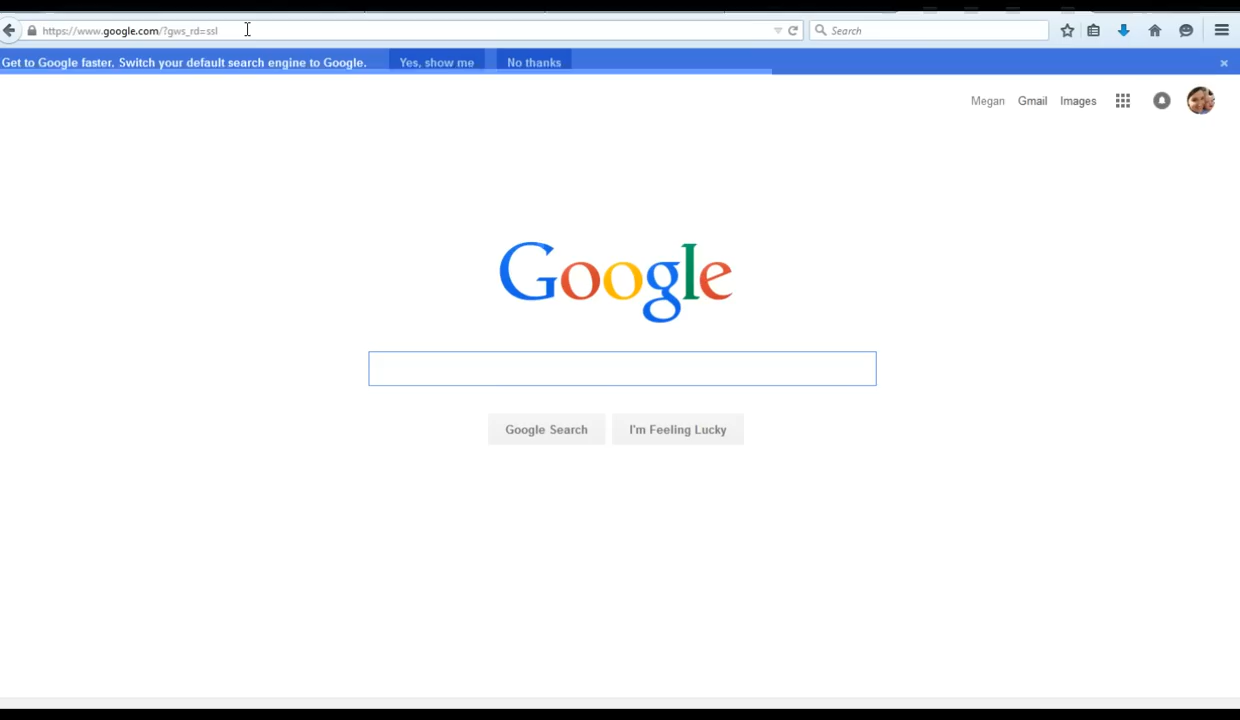 https://www.google.com/?gws_rd=ssl
Search
Get to Google faster. Switch your default search engine to Google.
Yes, show me
No thanks
Megan
Gmail
Images
Google
Google Search
I'm Feeling Lucky